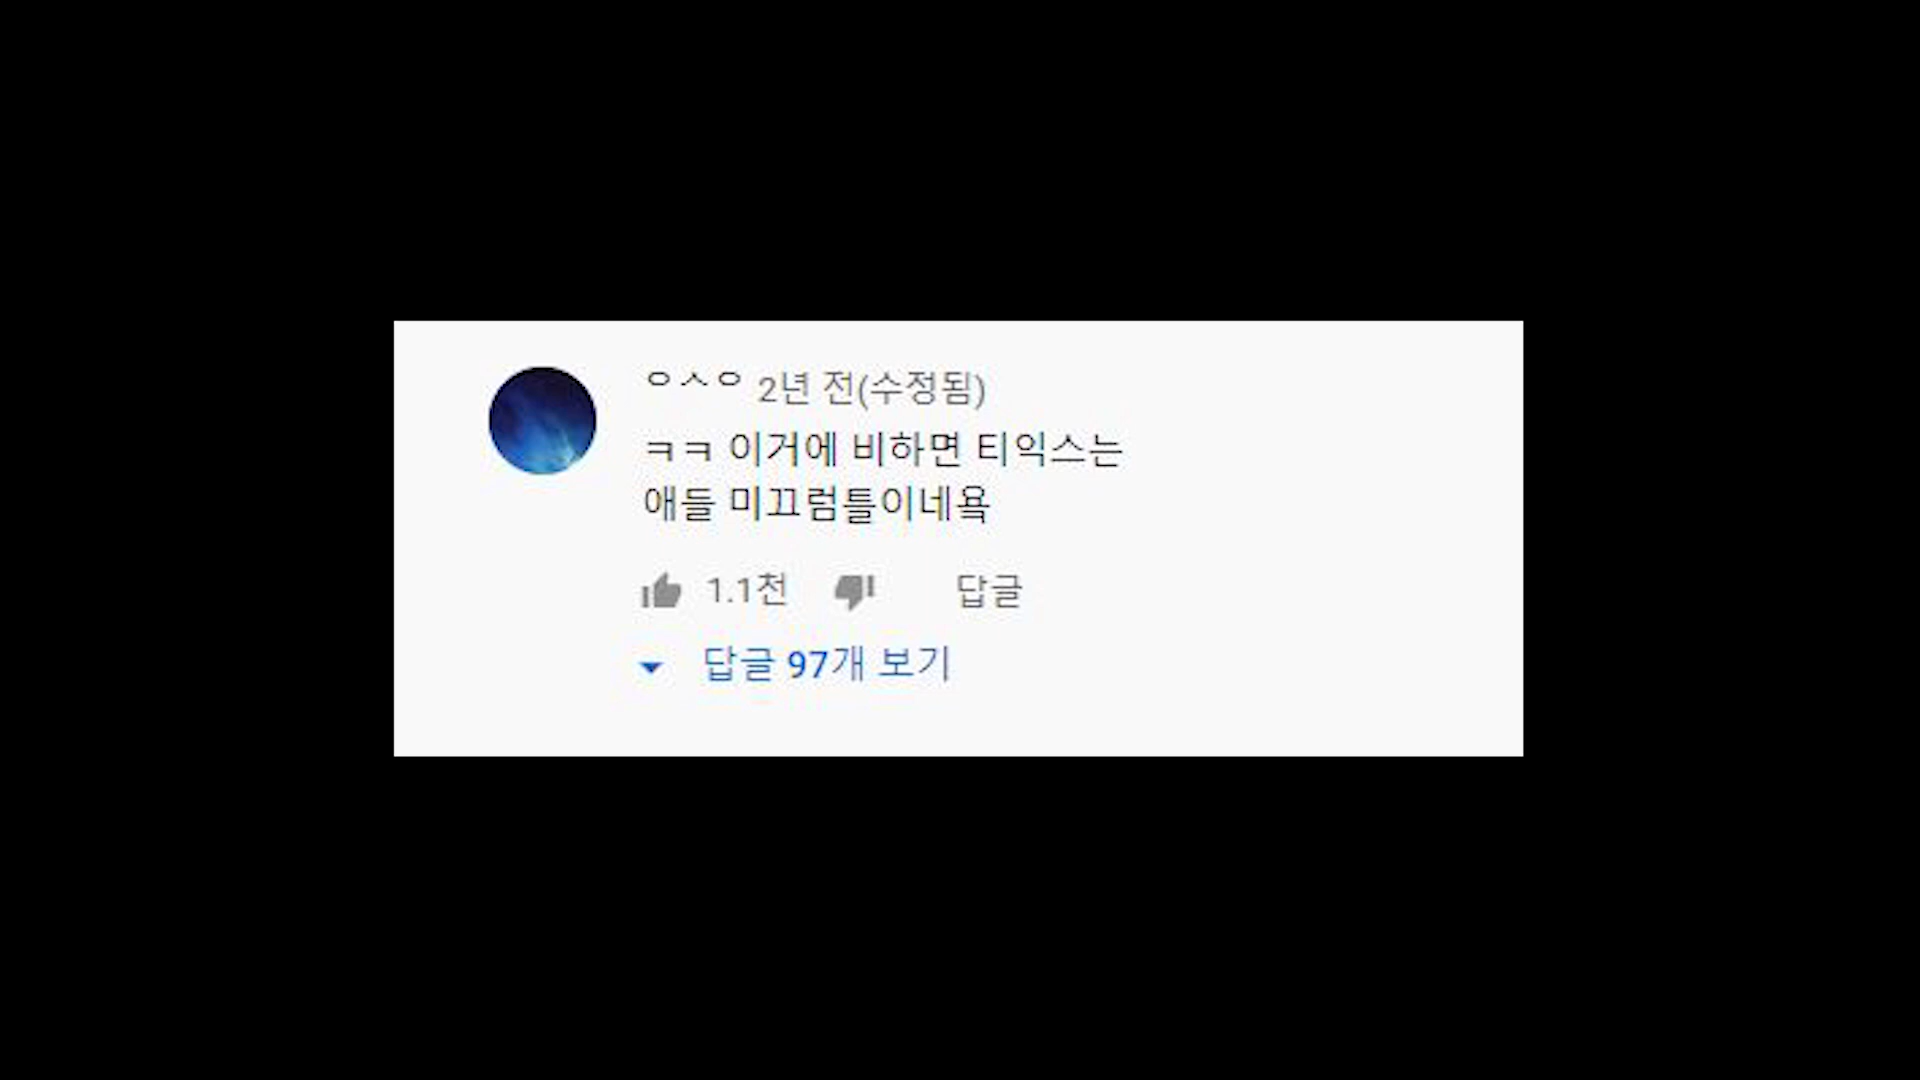 ㅇㅅㅇ 2년 전(수정됨)
ㅋㅋ 이거에 비하면 티익스는
애들 미끄럼틀이네욬
1.1천 답글
답글 97개 보기